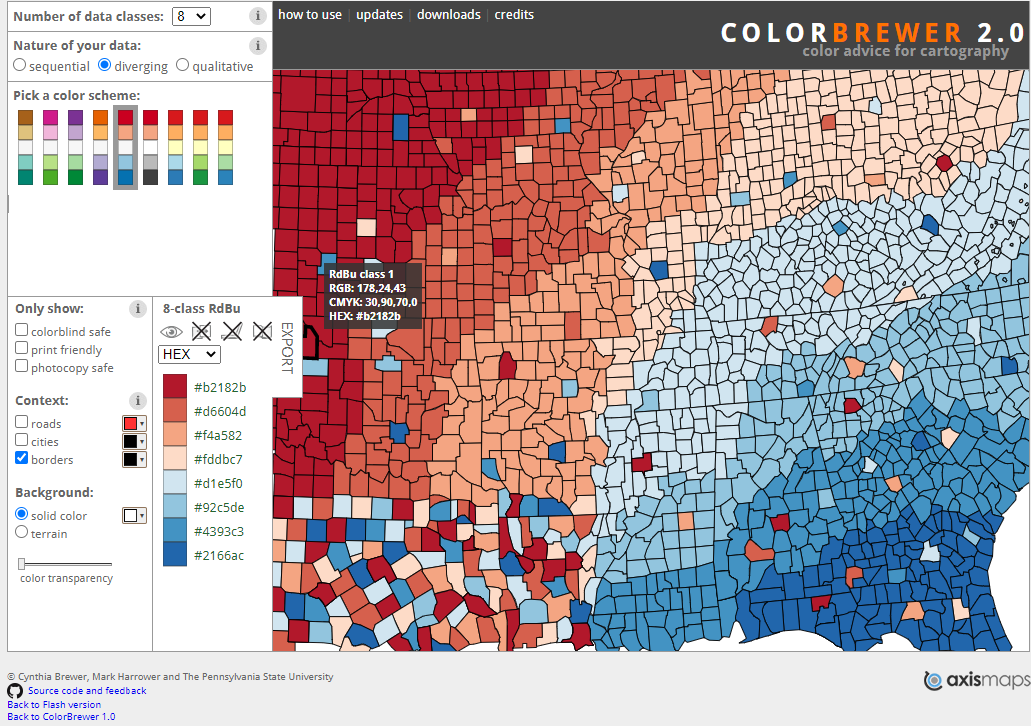 Number of data classes: 8 i
how to use | updates | downloads | credits
COLORBREWER 2.0
color advice for cartography
Nature of your data: i
sequential diverging qualitative
Pick a color scheme:
RdBu class 1
RGB: 178,24,43
CMYK: 30,90,70,0
HEX: #b2182b
Only show: i
colorblind safe
print friendly
photocopy safe
Context: i
roads
cities
borders
Background:
solid color
terrain
color transparency
8-class RdBu
HEX
EXPORT
#b2182b
#d6604d
#f4a582
#fddbc7
#d1e5f0
#92c5de
#4393c3
#2166ac
© Cynthia Brewer, Mark Harrower and The Pennsylvania State University
Source code and feedback
Back to Flash version
Back to ColorBrewer 1.0
axismaps